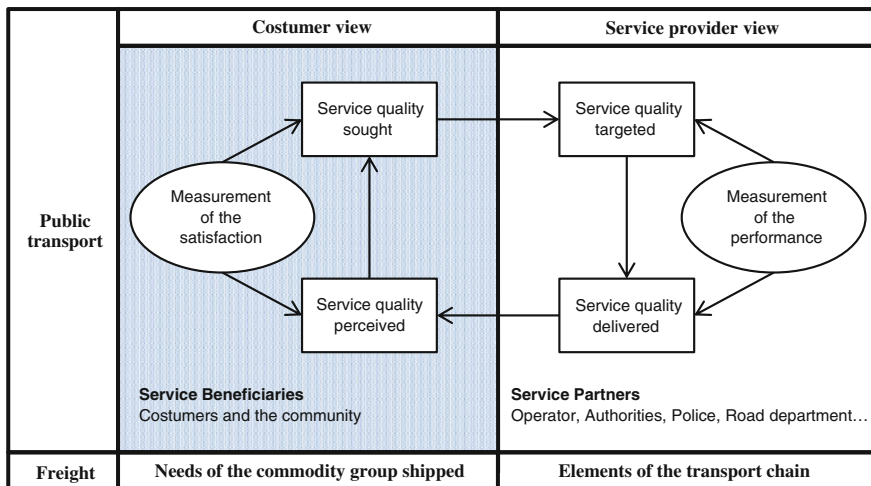 Costumer view
Service provider view
Public
transport
Service quality
sought
Service quality
targeted
Measurement
of the
satisfaction
Measurement
of the
performance
Service quality
perceived
Service quality
delivered
Service Beneficiaries
Costumers and the community
Service Partners
Operator, Authorities, Police, Road department…
Freight
Needs of the commodity group shipped
Elements of the transport chain